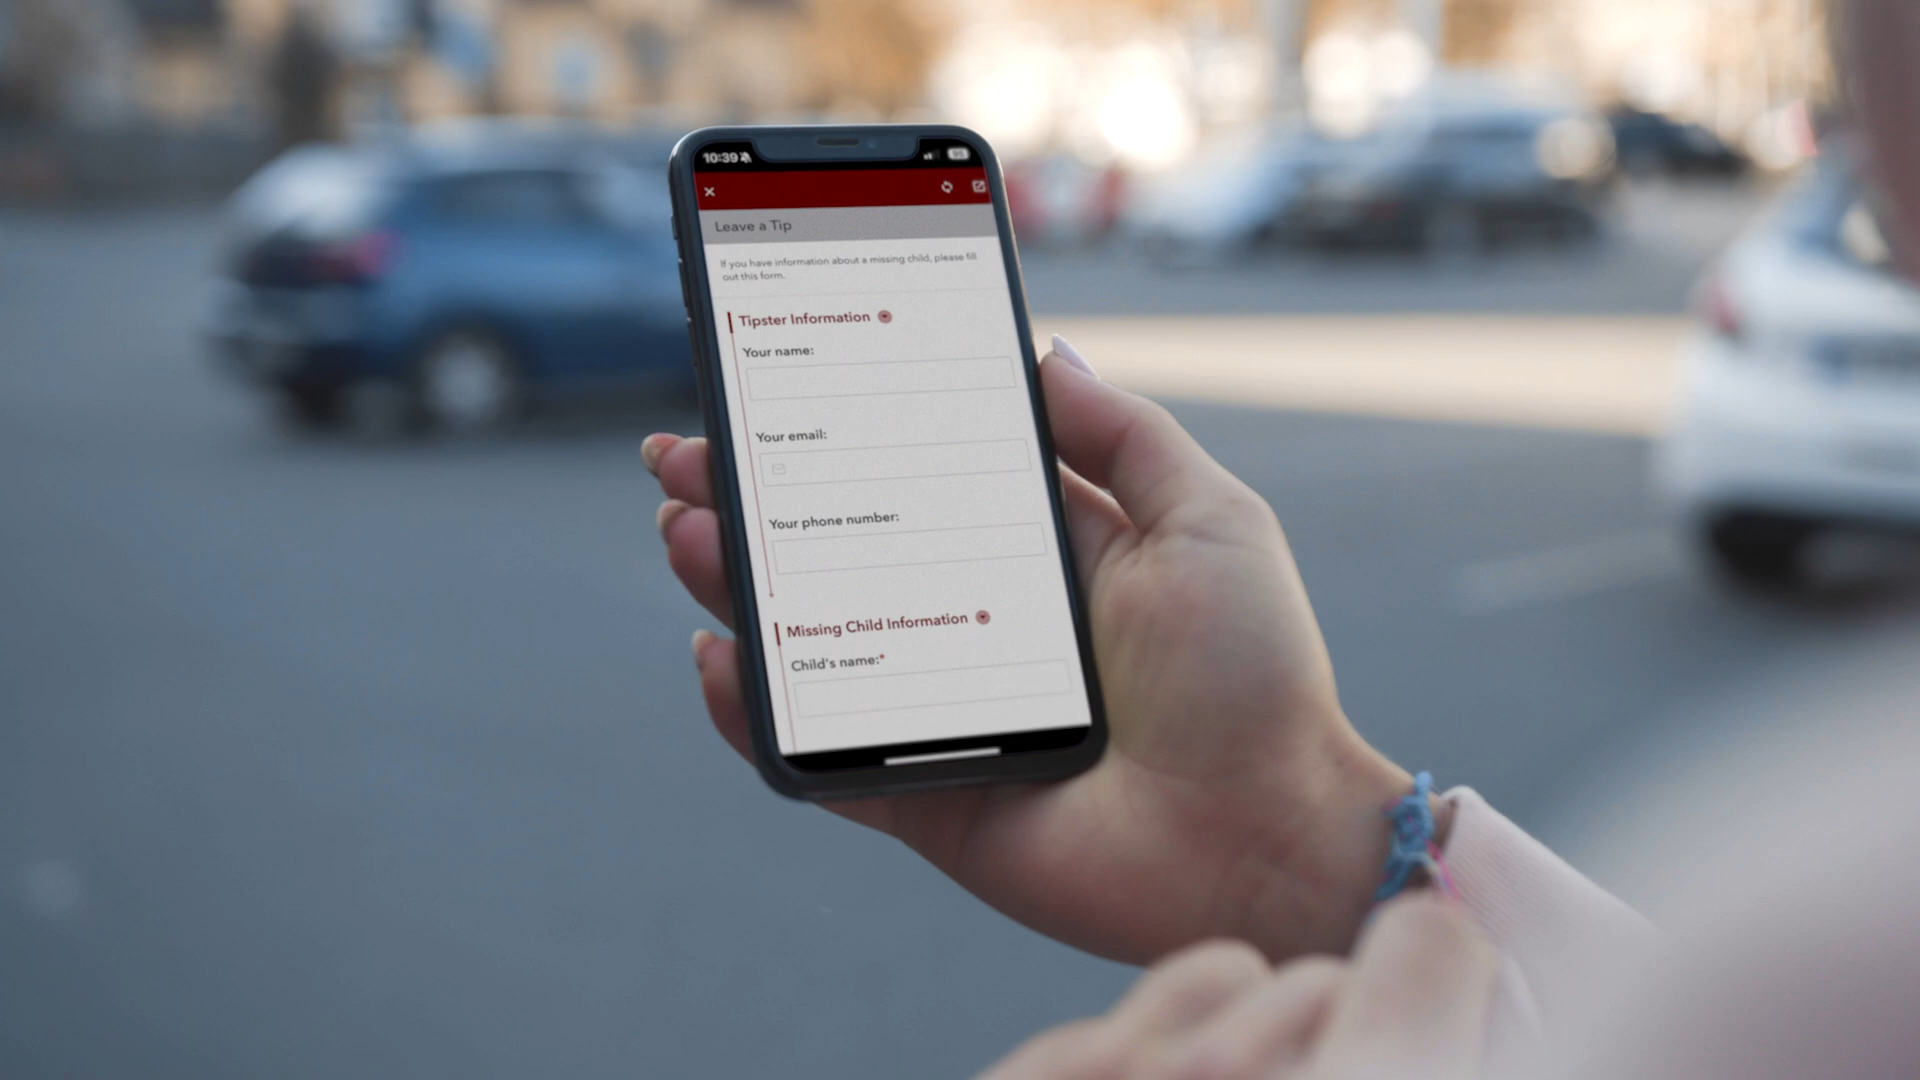 10:39
95
Leave a Tip
If you have information about a missing child, please fill
out this form.
Tipster Information
Your name:
Your email:
Your phone number:
Missing Child Information
Child's name:*